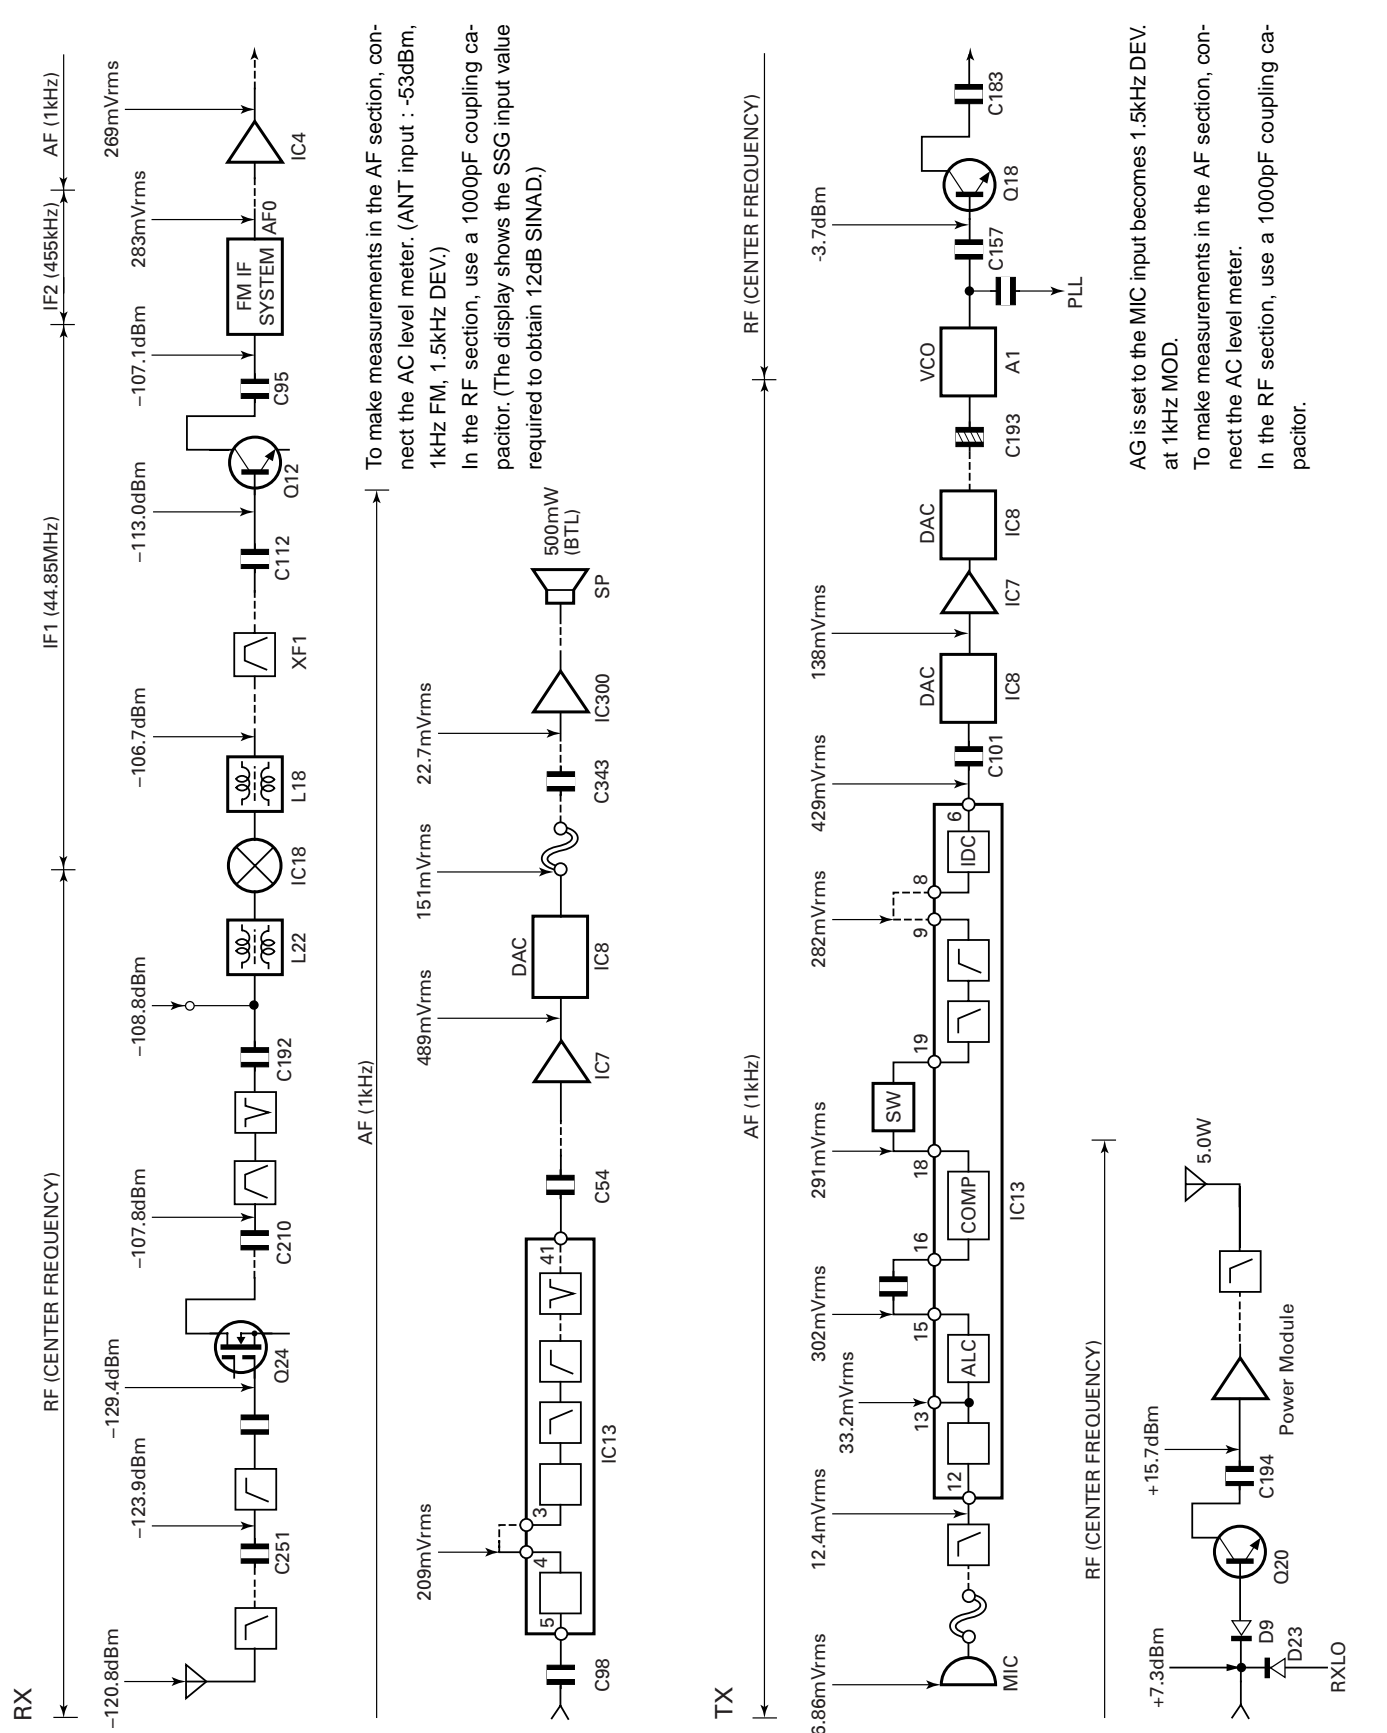 RX
RF (CENTER FREQUENCY)
IF1 (44.85MHz)
IF2 (455kHz)
AF (1kHz)
−120.8dBm
−123.9dBm
−129.4dBm
−107.8dBm
−108.8dBm
−106.7dBm
−113.0dBm
−107.1dBm
283mVrms
269mVrms
C251
Q24
C210
C192
L22
IC18
L18
XF1
C112
Q12
C95
FM IF
SYSTEM
AF0
IC4
AF (1kHz)
209mVrms
489mVrms
151mVrms
22.7mVrms
C98
5
4
3
41
IC13
C54
IC7
DAC
IC8
C343
IC300
SP
500mW
(BTL)
To make measurements in the AF section, con-
nect the AC level meter. (ANT input : -53dBm,
1kHz FM, 1.5kHz DEV.)
In the RF section, use a 1000pF coupling ca-
pacitor. (The display shows the SSG input value
required to obtain 12dB SINAD.)
TX
AF (1kHz)
RF (CENTER FREQUENCY)
6.86mVrms
12.4mVrms
33.2mVrms
302mVrms
291mVrms
282mVrms
429mVrms
138mVrms
-3.7dBm
MIC
12
13
ALC
15
16
COMP
18
SW
19
9
8
IDC
6
IC13
C101
DAC
IC8
IC7
DAC
IC8
C193
VCO
A1
PLL
C157
Q18
C183
RF (CENTER FREQUENCY)
+7.3dBm
+15.7dBm
D9
D23
RXLO
Q20
C194
Power Module
5.0W
AG is set to the MIC input becomes 1.5kHz DEV.
at 1kHz MOD.
To make measurements in the AF section, con-
nect the AC level meter.
In the RF section, use a 1000pF coupling ca-
pacitor.